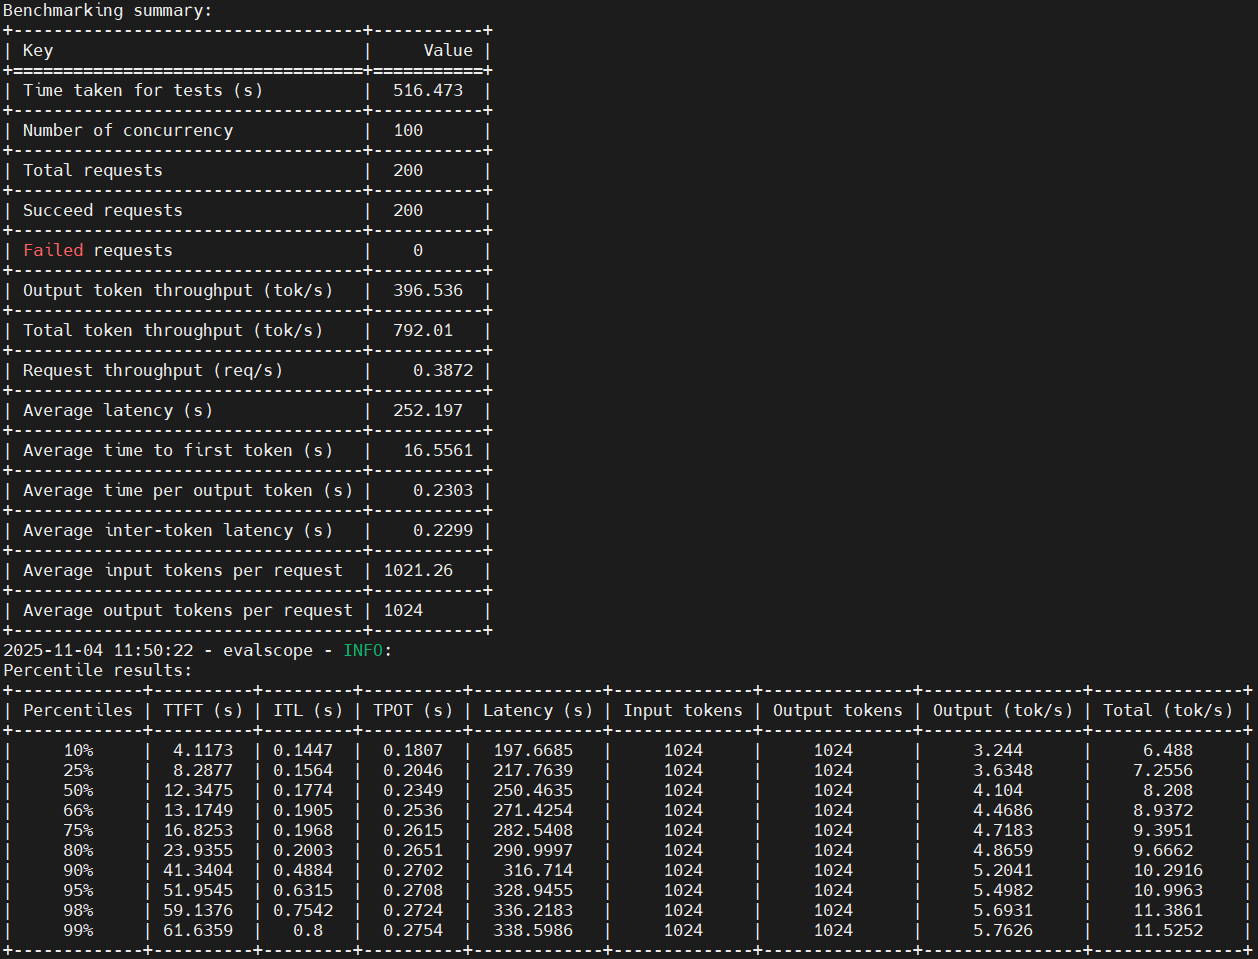 Benchmarking summary:
+-----------------------------------+-----------+
| Key                               |     Value |
+===================================+===========+
| Time taken for tests (s)          |  516.473  |
+-----------------------------------+-----------+
| Number of concurrency             |  100      |
+-----------------------------------+-----------+
| Total requests                    |  200      |
+-----------------------------------+-----------+
| Succeed requests                  |  200      |
+-----------------------------------+-----------+
| Failed requests                   |    0      |
+-----------------------------------+-----------+
| Output token throughput (tok/s)   |  396.536  |
+-----------------------------------+-----------+
| Total token throughput (tok/s)    |  792.01   |
+-----------------------------------+-----------+
| Request throughput (req/s)        |    0.3872 |
+-----------------------------------+-----------+
| Average latency (s)               |  252.197  |
+-----------------------------------+-----------+
| Average time to first token (s)   |   16.5561 |
+-----------------------------------+-----------+
| Average time per output token (s) |    0.2303 |
+-----------------------------------+-----------+
| Average inter-token latency (s)   |    0.2299 |
+-----------------------------------+-----------+
| Average input tokens per request  | 1021.26   |
+-----------------------------------+-----------+
| Average output tokens per request | 1024      |
+-----------------------------------+-----------+
2025-11-04 11:50:22 - evalscope - INFO:
Percentile results:
+-------------+----------+---------+----------+-------------+--------------+---------------+----------------+---------------+
| Percentiles | TTFT (s) | ITL (s) | TPOT (s) | Latency (s) | Input tokens | Output tokens | Output (tok/s) | Total (tok/s) |
+-------------+----------+---------+----------+-------------+--------------+---------------+----------------+---------------+
|     10%     |  4.1173  | 0.1447  |  0.1807  |  197.6685   |     1024     |     1024      |     3.244      |     6.488     |
|     25%     |  8.2877  | 0.1564  |  0.2046  |  217.7639   |     1024     |     1024      |     3.6348     |    7.2556     |
|     50%     | 12.3475  | 0.1774  |  0.2349  |  250.4635   |     1024     |     1024      |     4.104      |     8.208     |
|     66%     | 13.1749  | 0.1905  |  0.2536  |  271.4254   |     1024     |     1024      |     4.4686     |    8.9372     |
|     75%     | 16.8253  | 0.1968  |  0.2615  |  282.5408   |     1024     |     1024      |     4.7183     |    9.3951     |
|     80%     | 23.9355  | 0.2003  |  0.2651  |  290.9997   |     1024     |     1024      |     4.8659     |    9.6662     |
|     90%     | 41.3404  | 0.4884  |  0.2702  |   316.714   |     1024     |     1024      |     5.2041     |    10.2916    |
|     95%     | 51.9545  | 0.6315  |  0.2708  |  328.9455   |     1024     |     1024      |     5.4982     |    10.9963    |
|     98%     | 59.1376  | 0.7542  |  0.2724  |  336.2183   |     1024     |     1024      |     5.6931     |    11.3861    |
|     99%     | 61.6359  |   0.8   |  0.2754  |  338.5986   |     1024     |     1024      |     5.7626     |    11.5252    |
+-------------+----------+---------+----------+-------------+--------------+---------------+----------------+---------------+